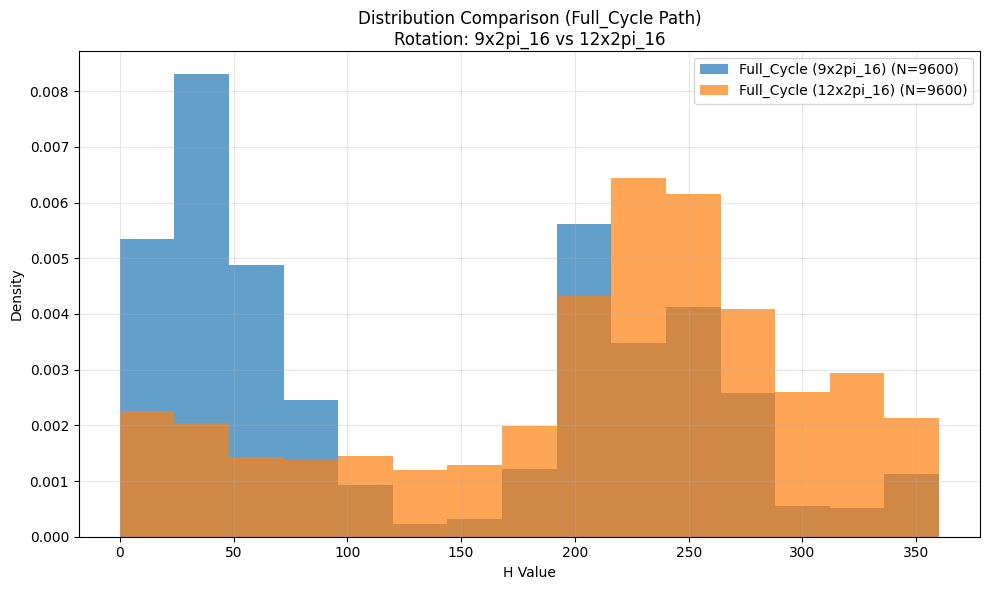 Distribution Comparison (Full_Cycle Path)
Rotation: 9x2pi_16 vs 12x2pi_16
Full_Cycle (9x2pi_16) (N=9600)
Full_Cycle (12x2pi_16) (N=9600)
Density
0.008
0.007
0.006
0.005
0.004
0.003
0.002
0.001
0.000
0 50 100 150 200 250 300 350
H Value